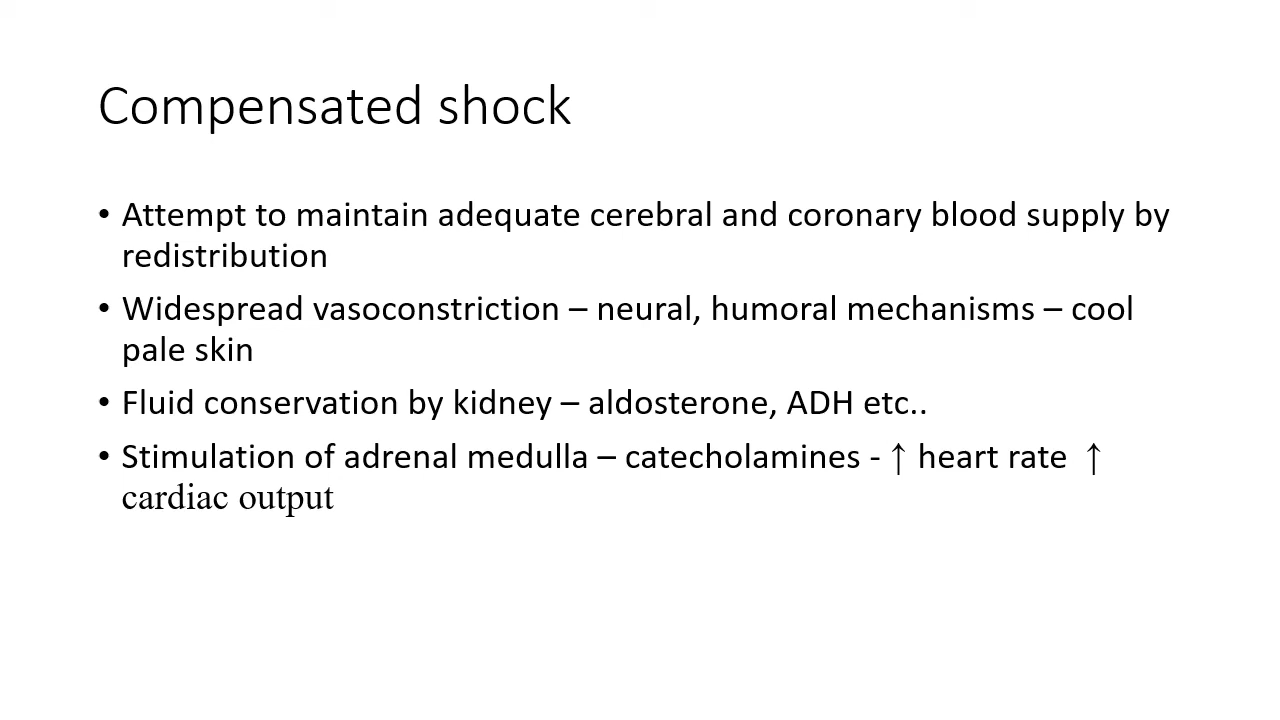 Compensated shock
• Attempt to maintain adequate cerebral and coronary blood supply by
redistribution
• Widespread vasoconstriction – neural, humoral mechanisms – cool
pale skin
• Fluid conservation by kidney – aldosterone, ADH etc..
• Stimulation of adrenal medulla – catecholamines - ↑ heart rate ↑
cardiac output